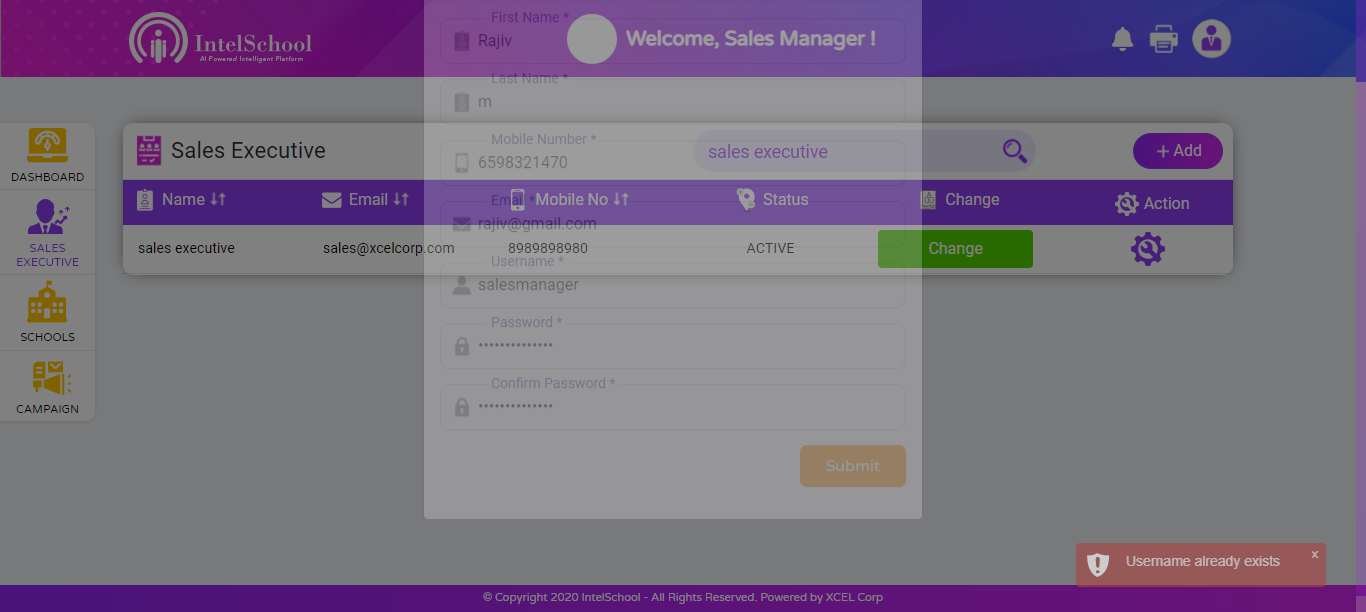 First Name *
Rajiv
Welcome, Sales Manager !
IntelSchool
AI Powered Intelligent Platform
Last Name *
m
Mobile Number *
6598321470
Sales Executive
sales executive
+ Add
DASHBOARD
Name Email Mobile No Status Change Action
Email *
rajiv@gmail.com
sales executive sales@xcelcorp.com 8989898980 ACTIVE Change
SALES
EXECUTIVE
Username *
salesmanager
SCHOOLS
Password *
••••••••••••••
Confirm Password *
••••••••••••••
CAMPAIGN
Submit
Username already exists x
© Copyright 2020 IntelSchool - All Rights Reserved. Powered by XCEL Corp